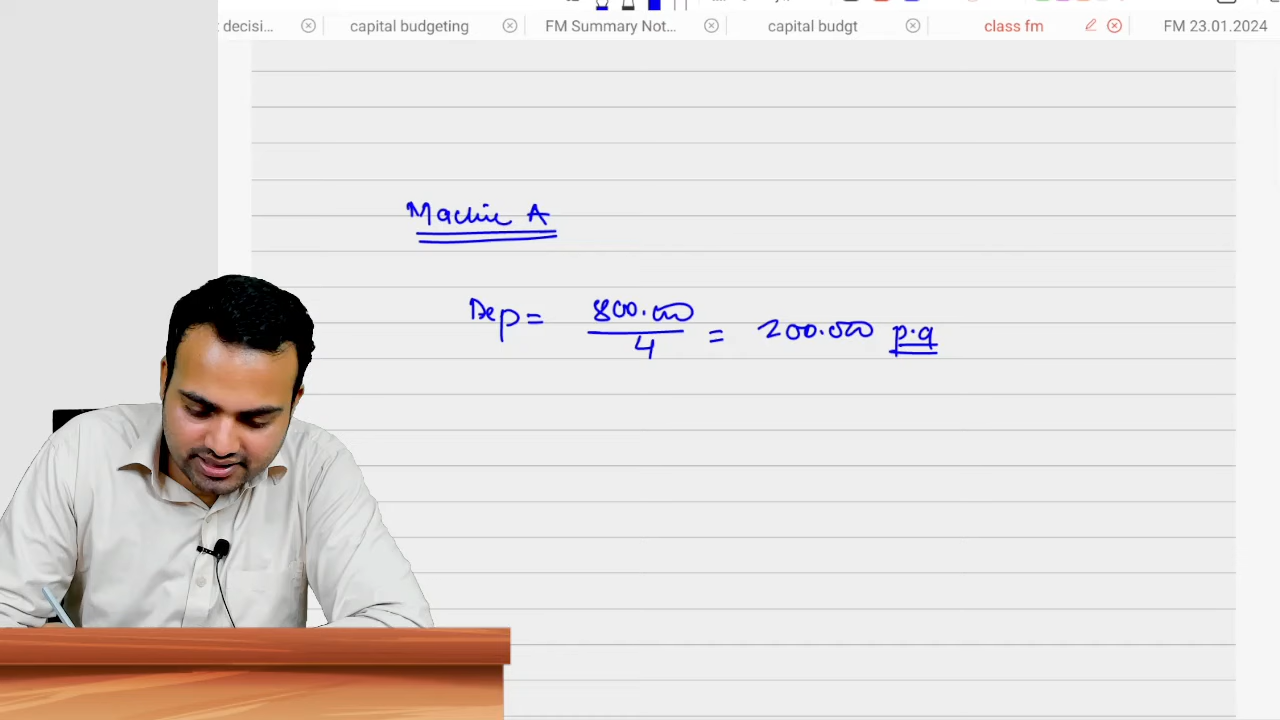 decisi... capital budgeting FM Summary Not... capital budgt class fm FM 23.01.2024
Machine A
Dep = 800.000 / 4 = 200.000 p.a